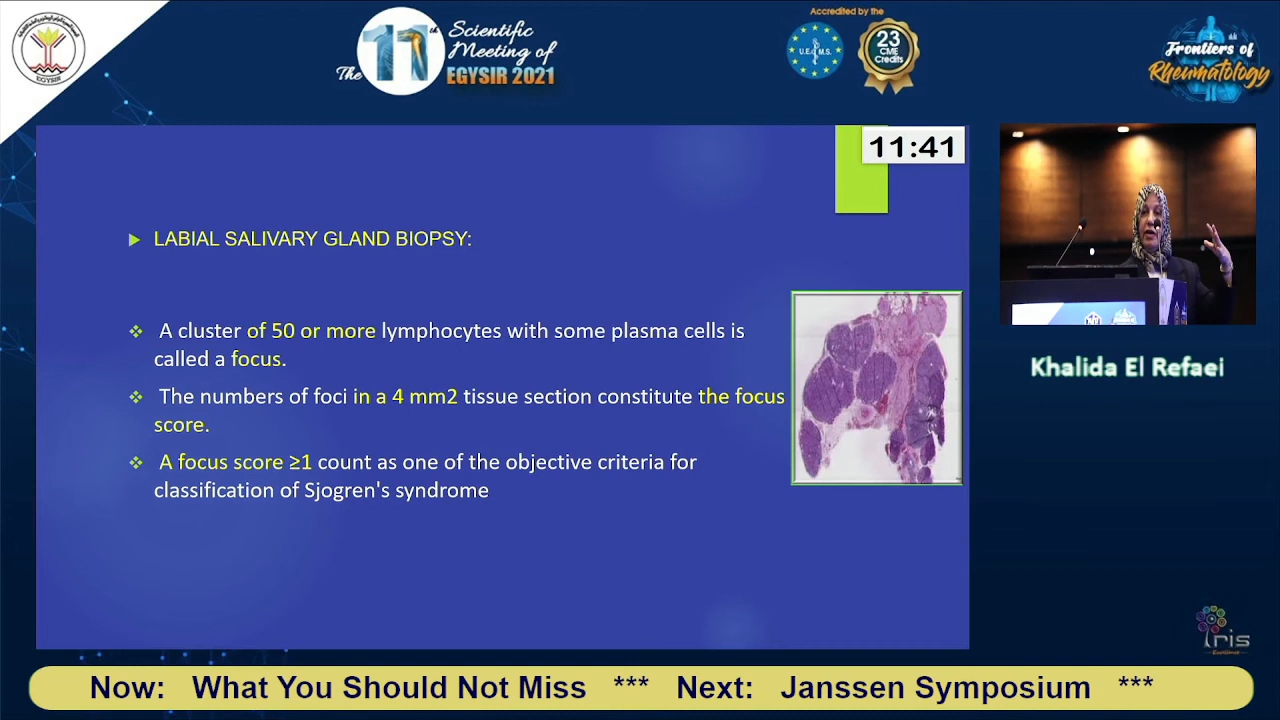 EGYSIR
The 11th
Scientific
Meeting of
EGYSIR 2021
Accredited by the
U.E.M.S.
23
CME
Credits
Frontiers of
Rheumatology
11:41
LABIAL SALIVARY GLAND BIOPSY:
A cluster of 50 or more lymphocytes with some plasma cells is
called a focus.
The numbers of foci in a 4 mm2 tissue section constitute the focus
score.
A focus score ≥1 count as one of the objective criteria for
classification of Sjogren's syndrome
Khalida El Refaei
Iris
Now: What You Should Not Miss *** Next: Janssen Symposium ***